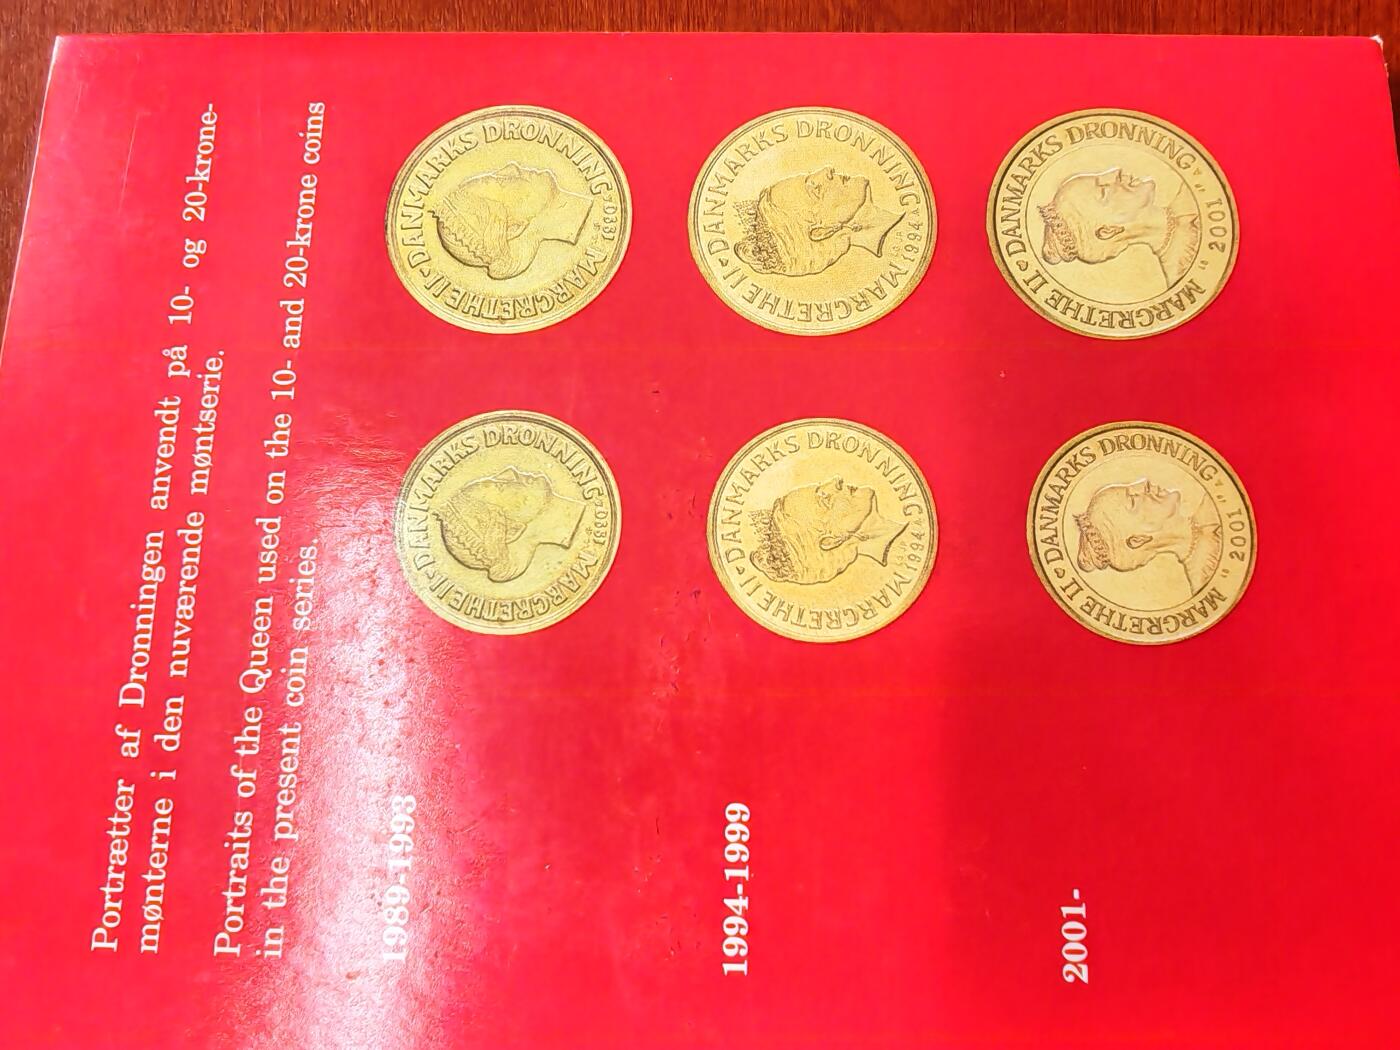 Portrætter af Dronningen anvendt på 10- og 20-krone-
mønterne i den nuværende møntserie.
Portraits of the Queen used on the 10- and 20-krone coins
in the present coin series.
1989-1993
MARGRETHE II DANMARKS DRONNING
MARGRETHE II DANMARKS DRONNING
1994-1999
MARGRETHE II DANMARKS DRONNING 1994
MARGRETHE II DANMARKS DRONNING 1994
2001-
MARGRETHE II DANMARKS DRONNING 2001
MARGRETHE II DANMARKS DRONNING 2001